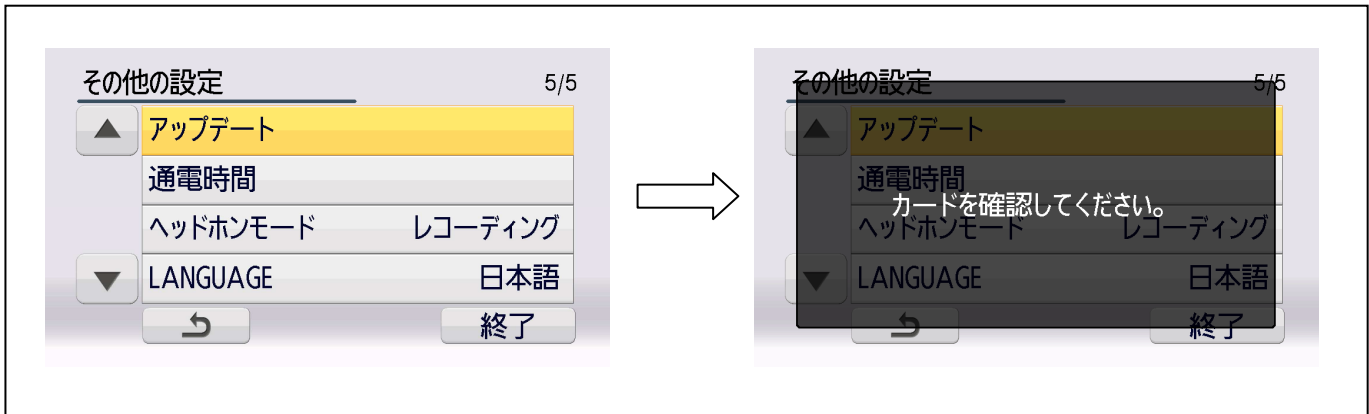 その他の設定 5/5
アップデート
通電時間
ヘッドホンモード レコーディング
LANGUAGE 日本語
終了
その他の設定 5/5
アップデート
通電時間
カードを確認してください。
ヘッドホンモード レコーディング
LANGUAGE 日本語
終了